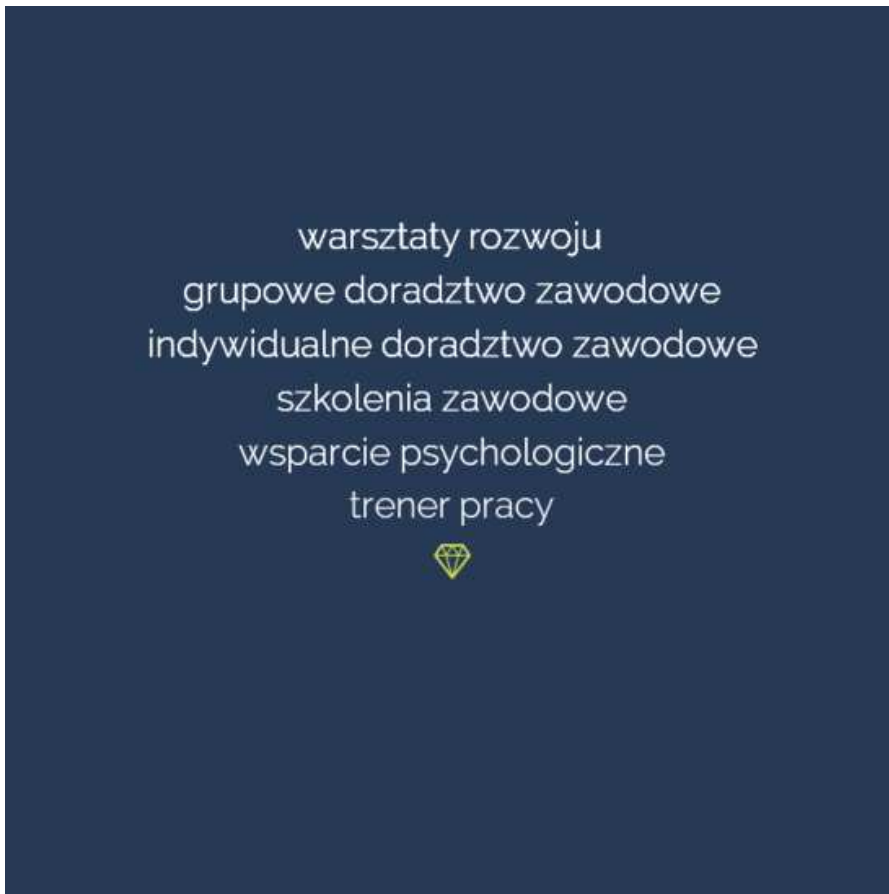 warsztaty rozwoju
grupowe doradztwo zawodowe
indywidualne doradztwo zawodowe
szkolenia zawodowe
wsparcie psychologiczne
trener pracy